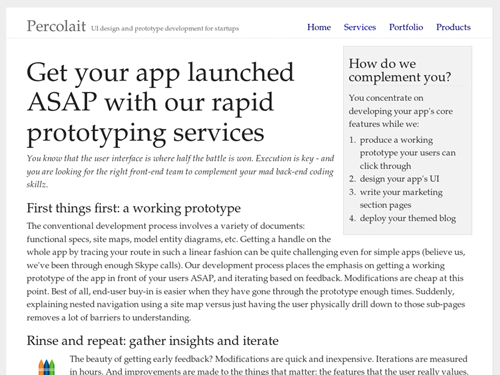 Percolait UI design and prototype development for startups
Home Services Portfolio Products
Get your app launched
ASAP with our rapid
prototyping services
You know that the user interface is where half the battle is won. Execution is key - and
you are looking for the right front-end team to complement your mad back-end coding
skillz.
How do we
complement you?
You concentrate on
developing your app's core
features while we:
1. produce a working
prototype your users can
click through
2. design your app's UI
3. write your marketing
section pages
4. deploy your themed blog
First things first: a working prototype
The conventional development process involves a variety of documents:
functional specs, site maps, model entity diagrams, etc. Getting a handle on the
whole app by tracing your route in such a linear fashion can be quite challenging even for simple apps (believe us,
we've been through enough Skype calls). Our development process places the emphasis on getting a working
prototype of the app in front of your users ASAP, and iterating based on feedback. Modifications are cheap at this
point. Best of all, end-user buy-in is easier when they have gone through the prototype enough times. Suddenly,
explaining nested navigation using a site map versus just having the user physically drill down to those sub-pages
removes a lot of barriers to understanding.
Rinse and repeat: gather insights and iterate
The beauty of getting early feedback? Modifications are quick and inexpensive. Iterations are measured
in hours. And improvements are made to the things that matter: the features that the user really values.